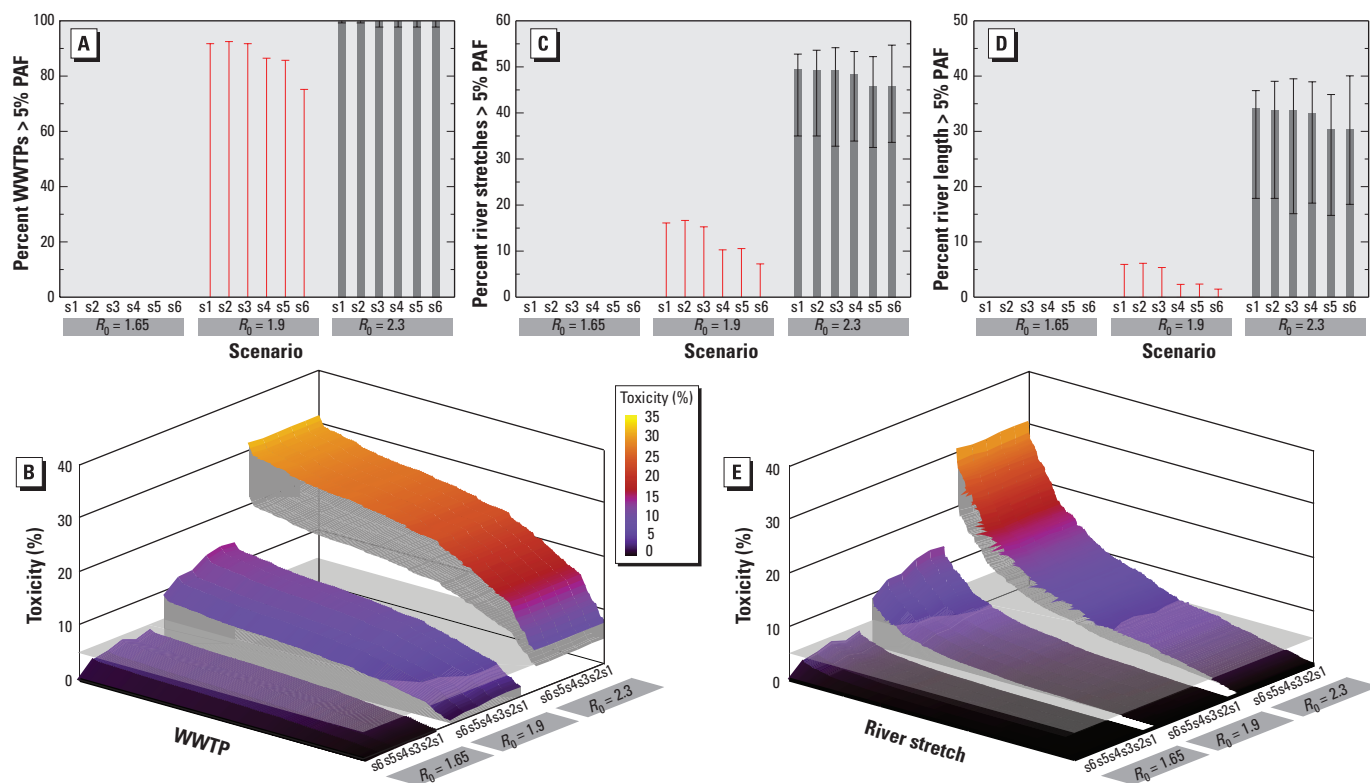 A
Percent WWTPs > 5% PAF
100
80
60
40
20
0
s1 s2 s3 s4 s5 s6 s1 s2 s3 s4 s5 s6 s1 s2 s3 s4 s5 s6
R0 = 1.65 R0 = 1.9 R0 = 2.3
Scenario
C
Percent river stretches > 5% PAF
60
50
40
30
20
10
0
s1 s2 s3 s4 s5 s6 s1 s2 s3 s4 s5 s6 s1 s2 s3 s4 s5 s6
R0 = 1.65 R0 = 1.9 R0 = 2.3
Scenario
D
Percent river length > 5% PAF
50
40
30
20
10
0
s1 s2 s3 s4 s5 s6 s1 s2 s3 s4 s5 s6 s1 s2 s3 s4 s5 s6
R0 = 1.65 R0 = 1.9 R0 = 2.3
Scenario
B
Toxicity (%)
40
30
20
10
0
WWTP
s6s5s4s3s2s1 s6s5s4s3s2s1 s6s5s4s3s2s1
R0 = 1.65 R0 = 1.9 R0 = 2.3
Toxicity (%)
35
30
25
20
15
10
5
0
E
Toxicity (%)
40
30
20
10
0
River stretch
s6s5s4s3s2s1 s6s5s4s3s2s1 s6s5s4s3s2s1
R0 = 1.65 R0 = 1.9 R0 = 2.3